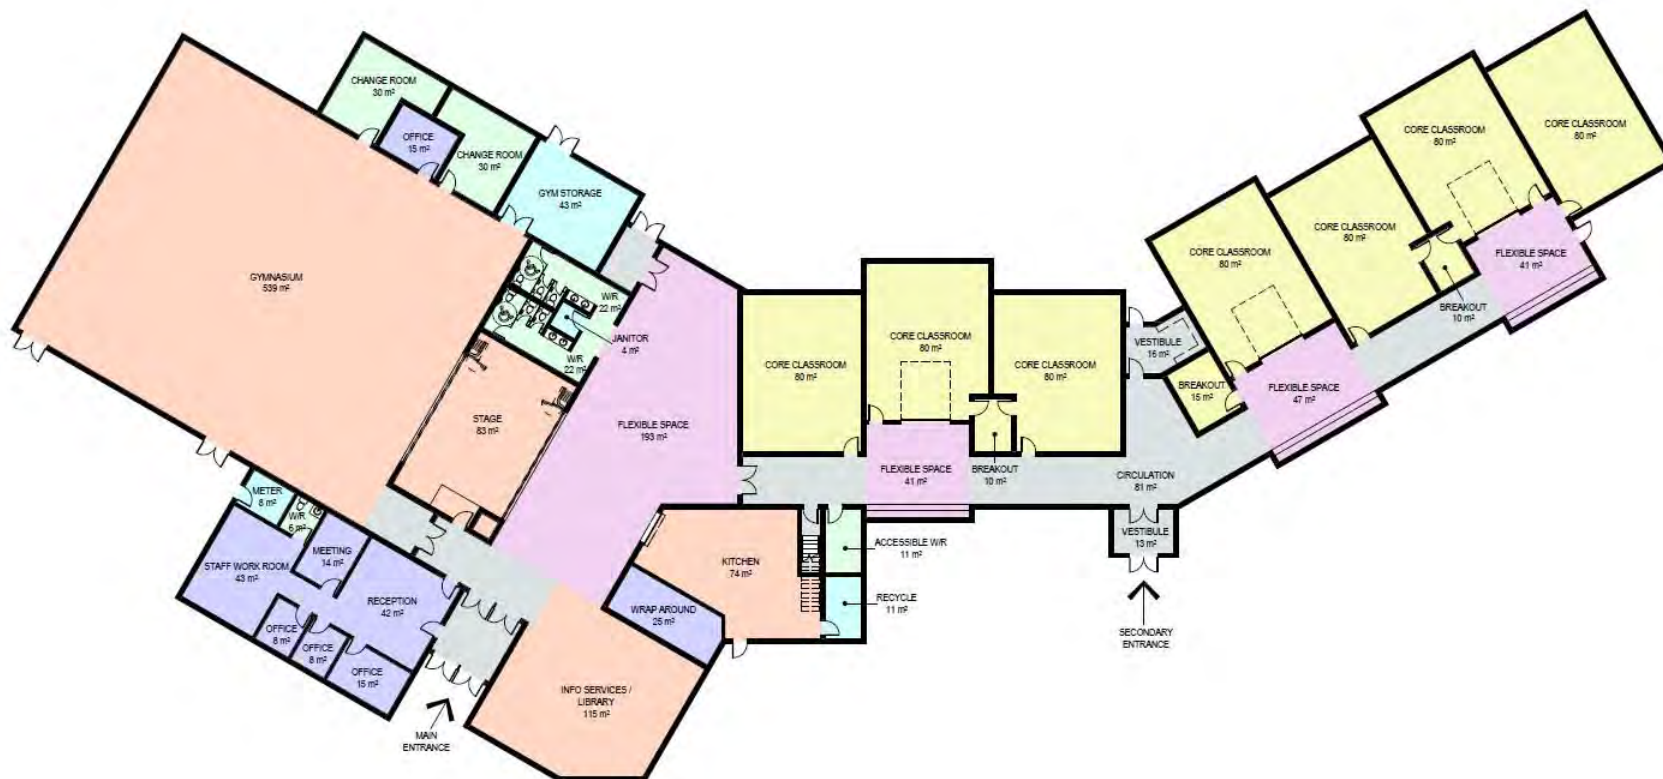 CHANGE ROOM
30 m²
OFFICE
15 m²
CHANGE ROOM
30 m²
GYM STORAGE
43 m²
GYMNASIUM
539 m²
W/R
22 m²
JANITOR
4 m²
W/R
22 m²
STAGE
83 m²
FLEXIBLE SPACE
193 m²
METER
8 m²
W/R
6 m²
MEETING
14 m²
STAFF WORK ROOM
43 m²
RECEPTION
42 m²
OFFICE
8 m²
OFFICE
8 m²
OFFICE
15 m²
MAIN
ENTRANCE
INFO SERVICES /
LIBRARY
115 m²
WRAP AROUND
25 m²
KITCHEN
74 m²
ACCESSIBLE W/R
11 m²
RECYCLE
11 m²
CORE CLASSROOM
80 m²
CORE CLASSROOM
80 m²
CORE CLASSROOM
80 m²
FLEXIBLE SPACE
41 m²
BREAKOUT
10 m²
CIRCULATION
81 m²
VESTIBULE
13 m²
SECONDARY
ENTRANCE
VESTIBULE
16 m²
BREAKOUT
15 m²
CORE CLASSROOM
80 m²
FLEXIBLE SPACE
47 m²
CORE CLASSROOM
80 m²
BREAKOUT
10 m²
CORE CLASSROOM
80 m²
FLEXIBLE SPACE
41 m²
CORE CLASSROOM
80 m²